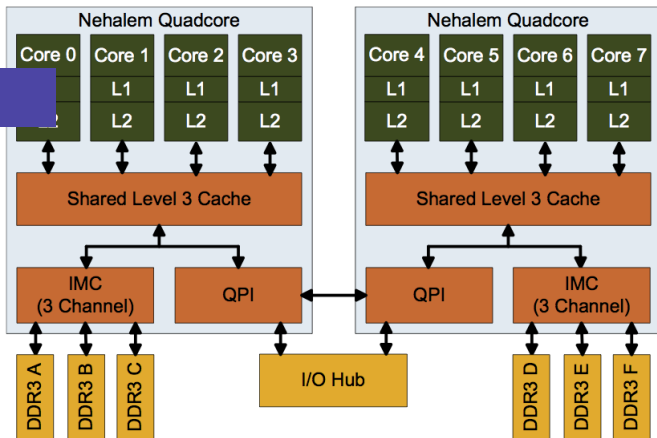 Nehalem Quadcore
Nehalem Quadcore
Core 0
Core 1
Core 2
Core 3
Core 4
Core 5
Core 6
Core 7
L1
L1
L1
L1
L1
L1
L1
L2
L2
L2
L2
L2
L2
L2
Shared Level 3 Cache
Shared Level 3 Cache
IMC
(3 Channel)
QPI
QPI
IMC
(3 Channel)
DDR3 A
DDR3 B
DDR3 C
I/O Hub
DDR3 D
DDR3 E
DDR3 F